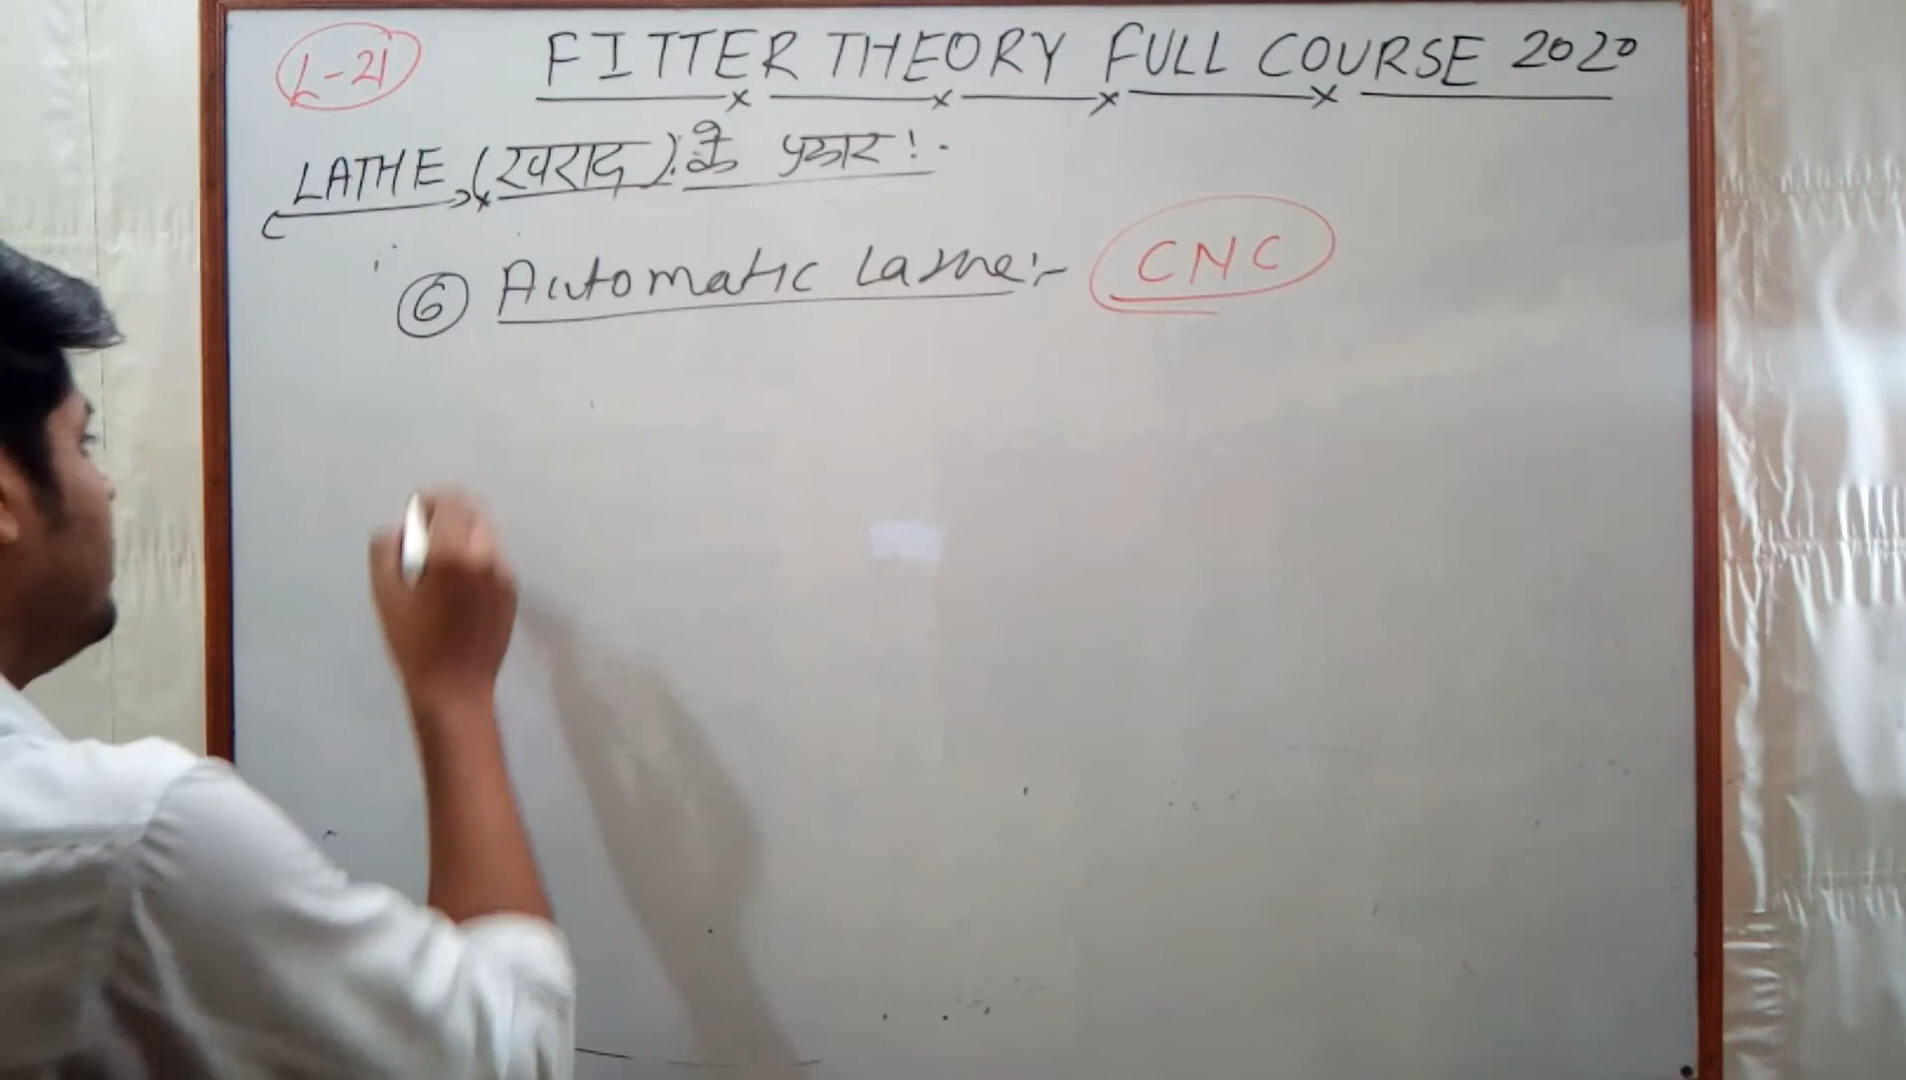 L-21 FITTER THEORY FULL COURSE 2020
LATHE (खराद) के प्रकार :-
⑥ Automatic Lathe :- CNC